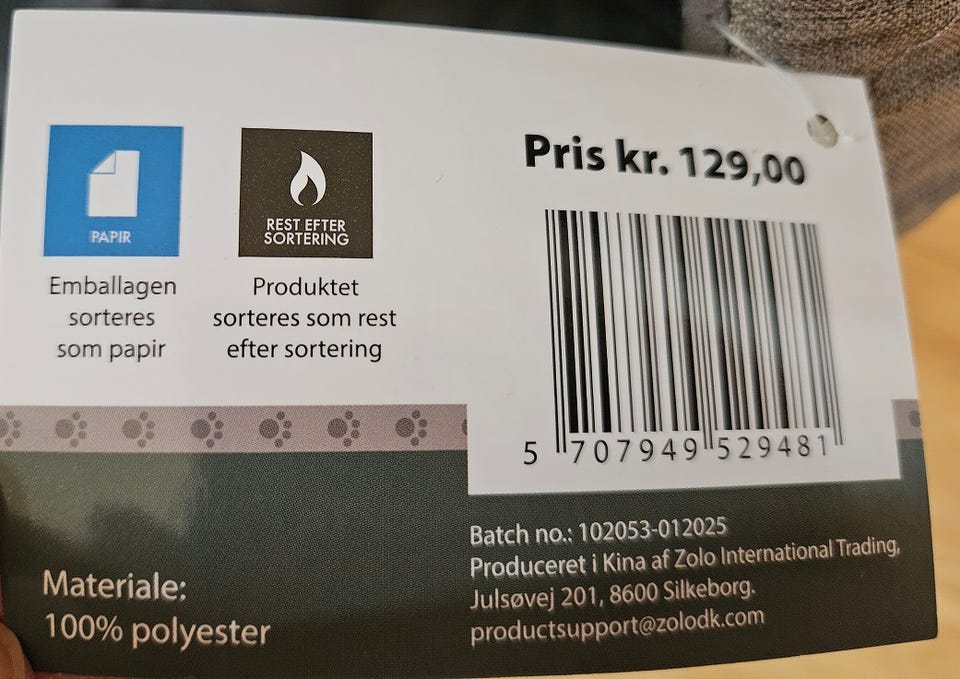 PAPIR
Emballagen
sorteres
som papir
REST EFTER
SORTERING
Produktet
sorteres som rest
efter sortering
Pris kr. 129,00
5 707949 529481
Materiale:
100% polyester
Batch no.: 102053-012025
Produceret i Kina af Zolo International Trading,
Julsøvej 201, 8600 Silkeborg.
productsupport@zolodk.com